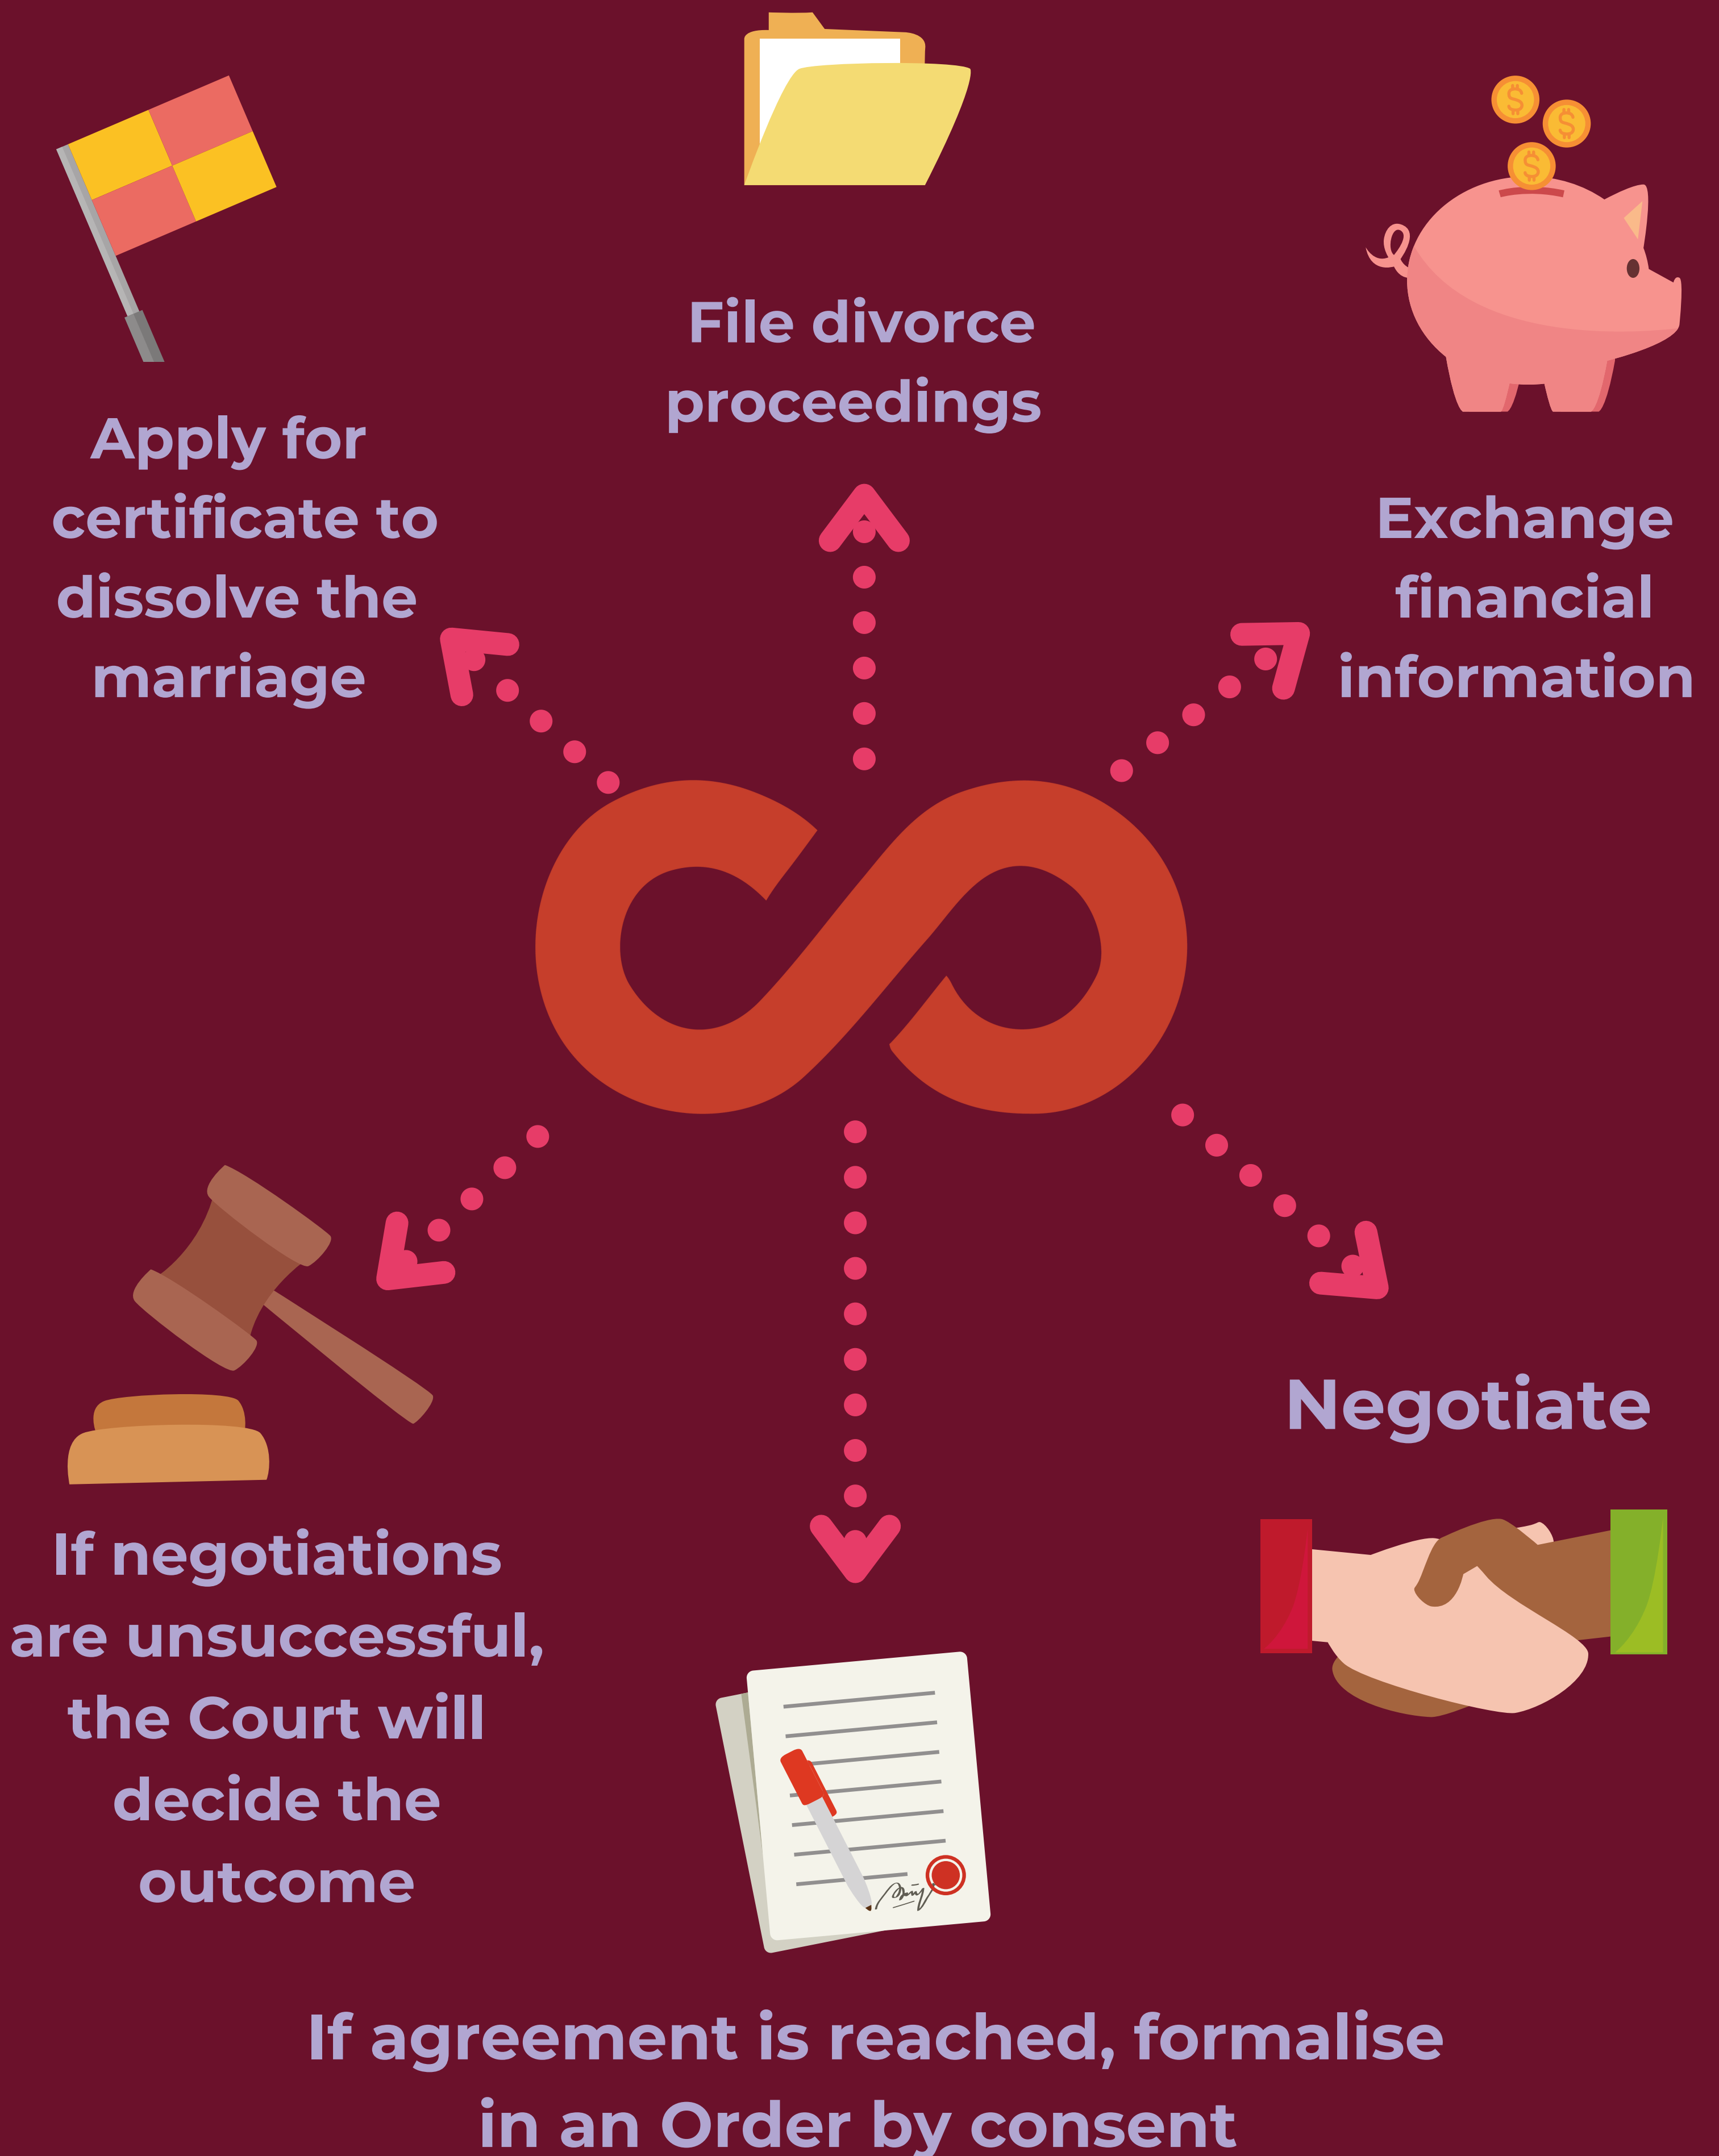 File divorce
proceedings
Exchange
financial
information
Negotiate
If agreement is reached, formalise
in an Order by consent
If negotiations
are unsuccessful,
the Court will
decide the
outcome
Apply for
certificate to
dissolve the
marriage